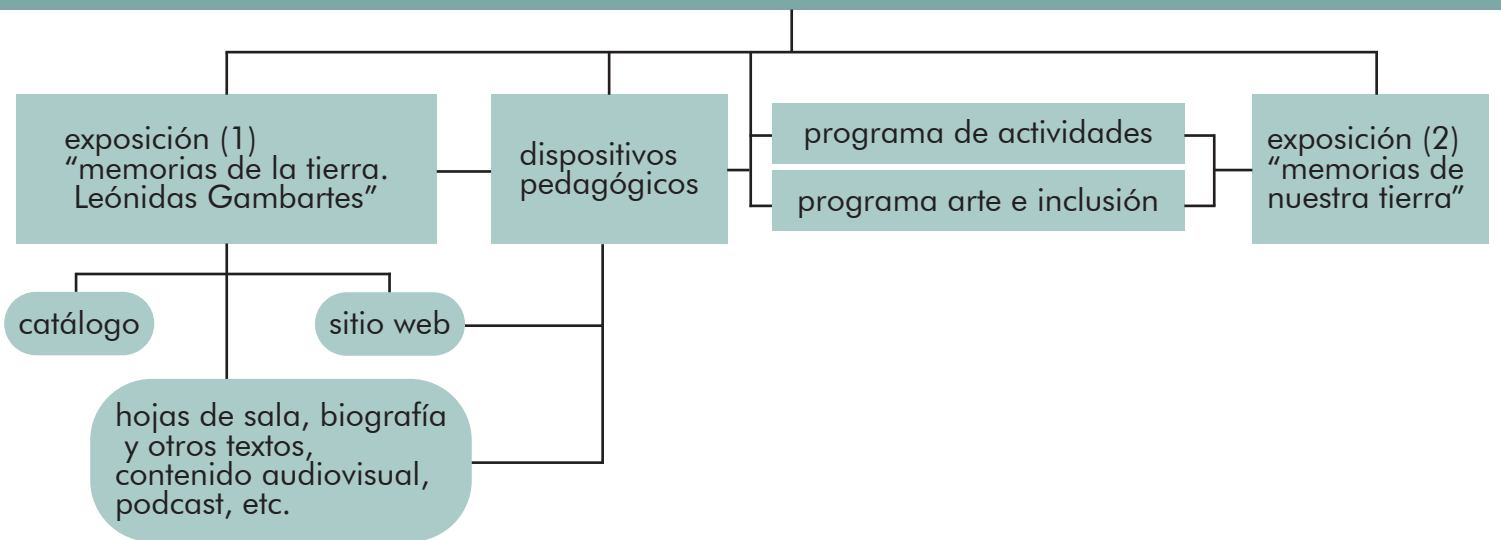 exposición (1)
“memorias de la tierra.
Leónidas Gambartes”
dispositivos
pedagógicos
programa de actividades
programa arte e inclusión
exposición (2)
“memorias de
nuestra tierra”
catálogo
sitio web
hojas de sala, biografía
y otros textos,
contenido audiovisual,
podcast, etc.